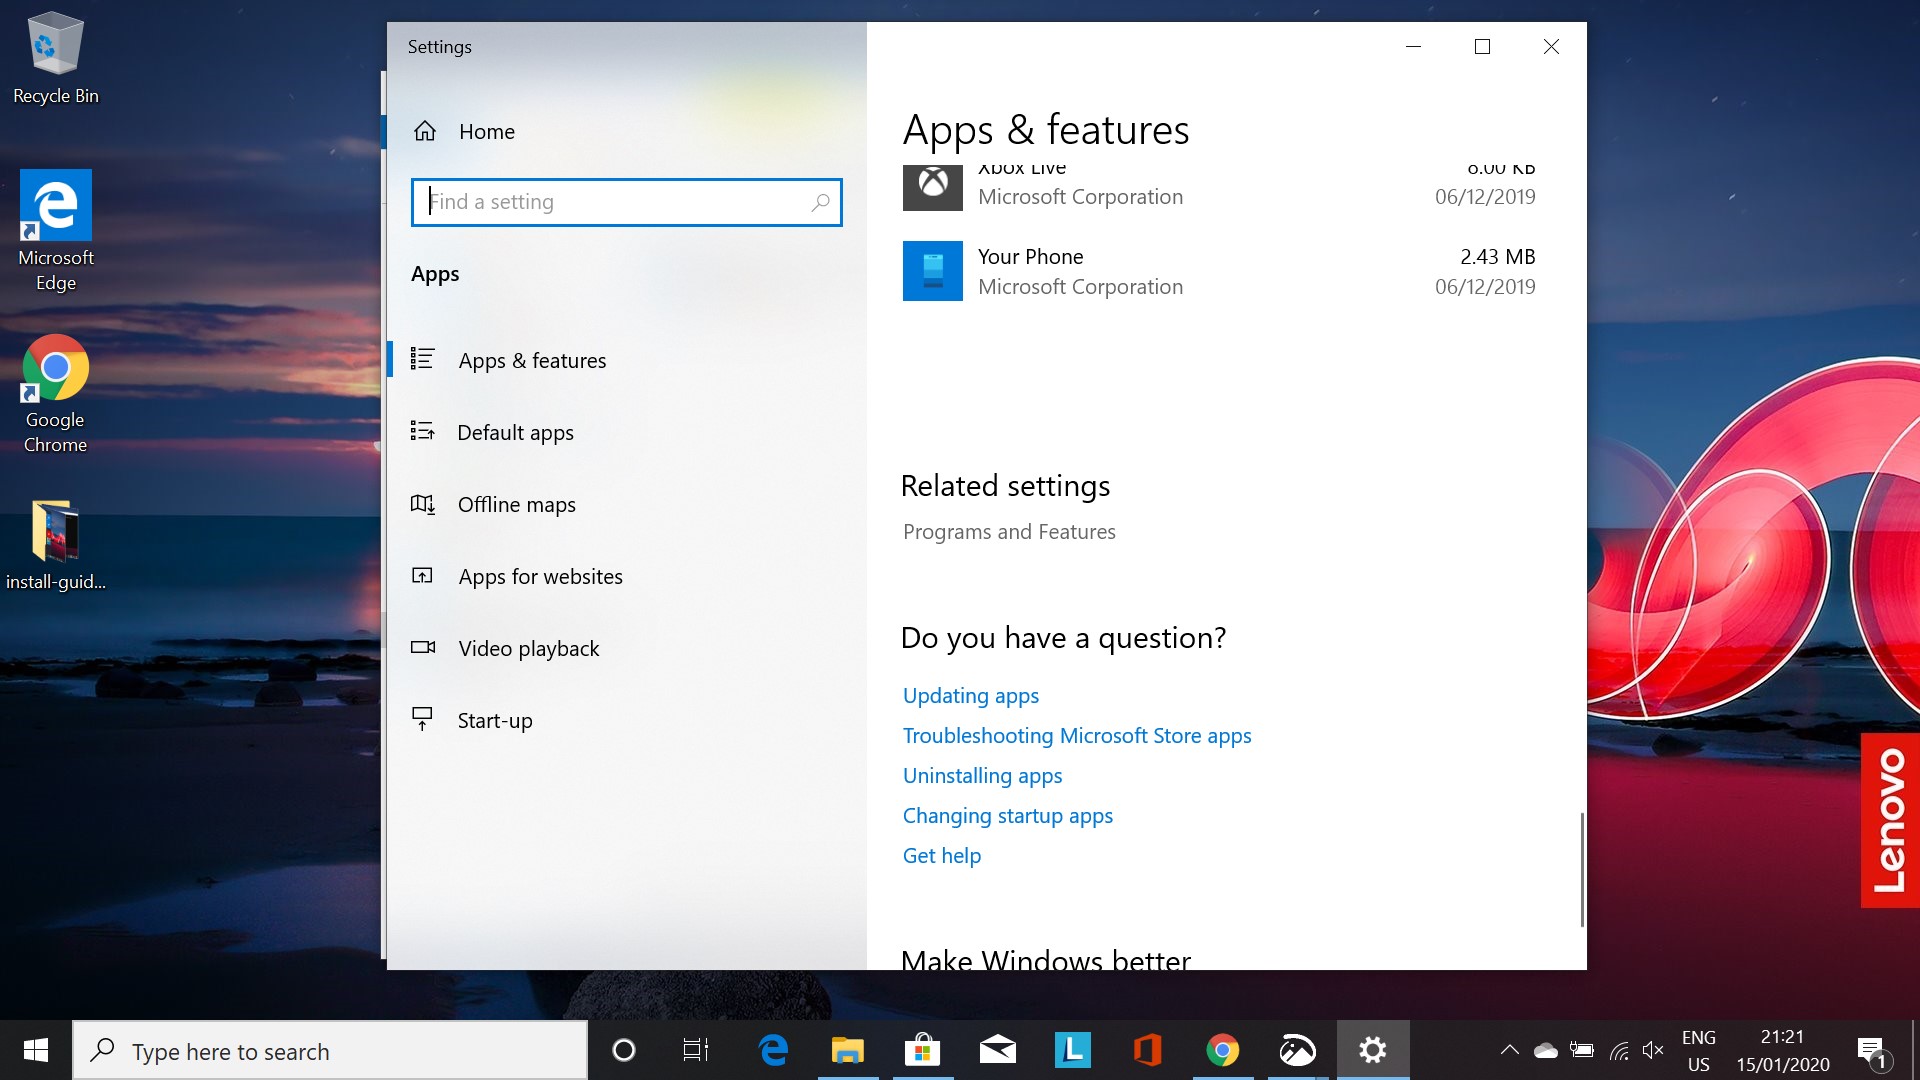 Recycle Bin
Microsoft
Edge
Google
Chrome
install-guid...
Settings
Home
Find a setting
Apps
Apps & features
Default apps
Offline maps
Apps for websites
Video playback
Start-up
Apps & features
Xbox Live
8.00 KB
Microsoft Corporation
06/12/2019
Your Phone
2.43 MB
Microsoft Corporation
06/12/2019
Related settings
Programs and Features
Do you have a question?
Updating apps
Troubleshooting Microsoft Store apps
Uninstalling apps
Changing startup apps
Get help
Make Windows better
Lenovo
Type here to search
L
ENG
US
21:21
15/01/2020
1